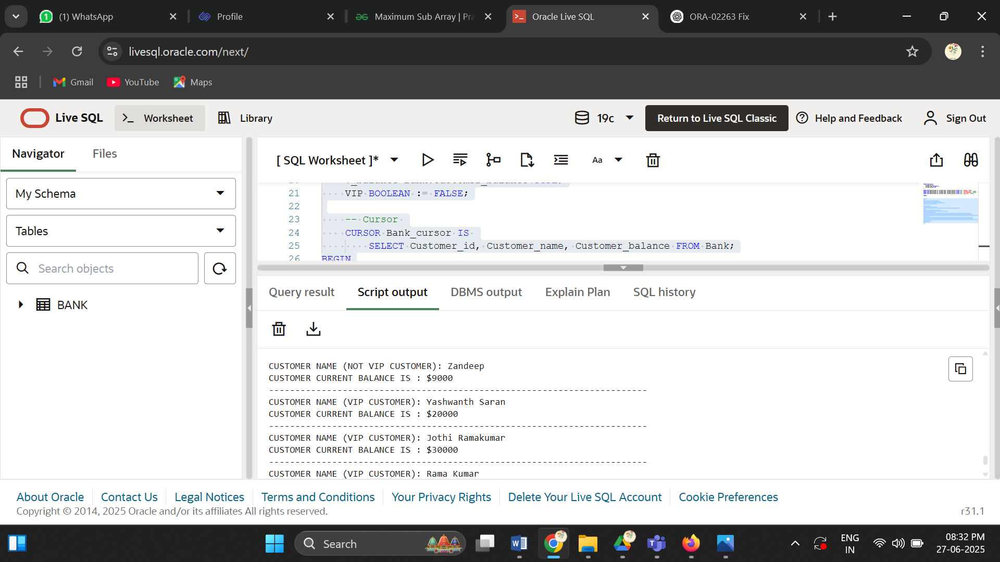 (1) WhatsApp
Profile
Maximum Sub Array | Pra
Oracle Live SQL
ORA-02263 Fix
livesql.oracle.com/next/
Gmail
YouTube
Maps
Live SQL
Worksheet
Library
19c
Return to Live SQL Classic
Help and Feedback
Sign Out
Navigator
Files
[ SQL Worksheet ]*
Aa
My Schema
Tables
Search objects
BANK
21 VIP BOOLEAN := FALSE;
22
23 -- Cursor
24 CURSOR Bank_cursor IS
25 SELECT Customer_id, Customer_name, Customer_balance FROM Bank;
26 BEGIN
Query result
Script output
DBMS output
Explain Plan
SQL history
CUSTOMER NAME (NOT VIP CUSTOMER): Zandeep
CUSTOMER CURRENT BALANCE IS : $9000
------------------------------------------------------------------------
CUSTOMER NAME (VIP CUSTOMER): Yashwanth Saran
CUSTOMER CURRENT BALANCE IS : $20000
------------------------------------------------------------------------
CUSTOMER NAME (VIP CUSTOMER): Jothi Ramakumar
CUSTOMER CURRENT BALANCE IS : $30000
------------------------------------------------------------------------
CUSTOMER NAME (VIP CUSTOMER): Rama Kumar
About Oracle
Contact Us
Legal Notices
Terms and Conditions
Your Privacy Rights
Delete Your Live SQL Account
Cookie Preferences
Copyright © 2014, 2025 Oracle and/or its affiliates All rights reserved.
r31.1
Search
ENG
IN
08:32 PM
27-06-2025